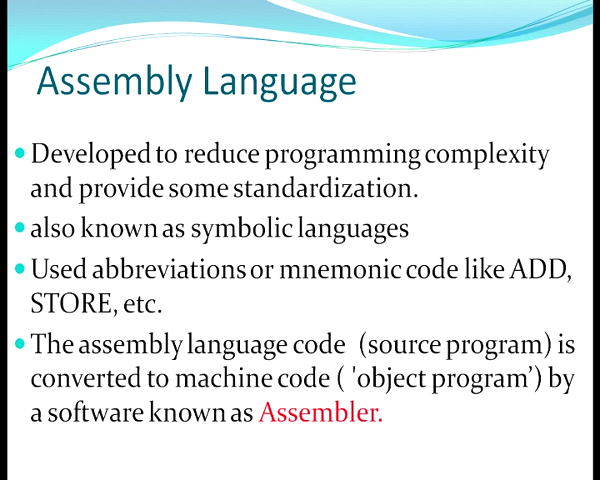 Assembly Language
• Developed to reduce programming complexity
and provide some standardization.
• also known as symbolic languages
• Used abbreviations or mnemonic code like ADD,
STORE, etc.
• The assembly language code (source program) is
converted to machine code ( 'object program’) by
a software known as Assembler.